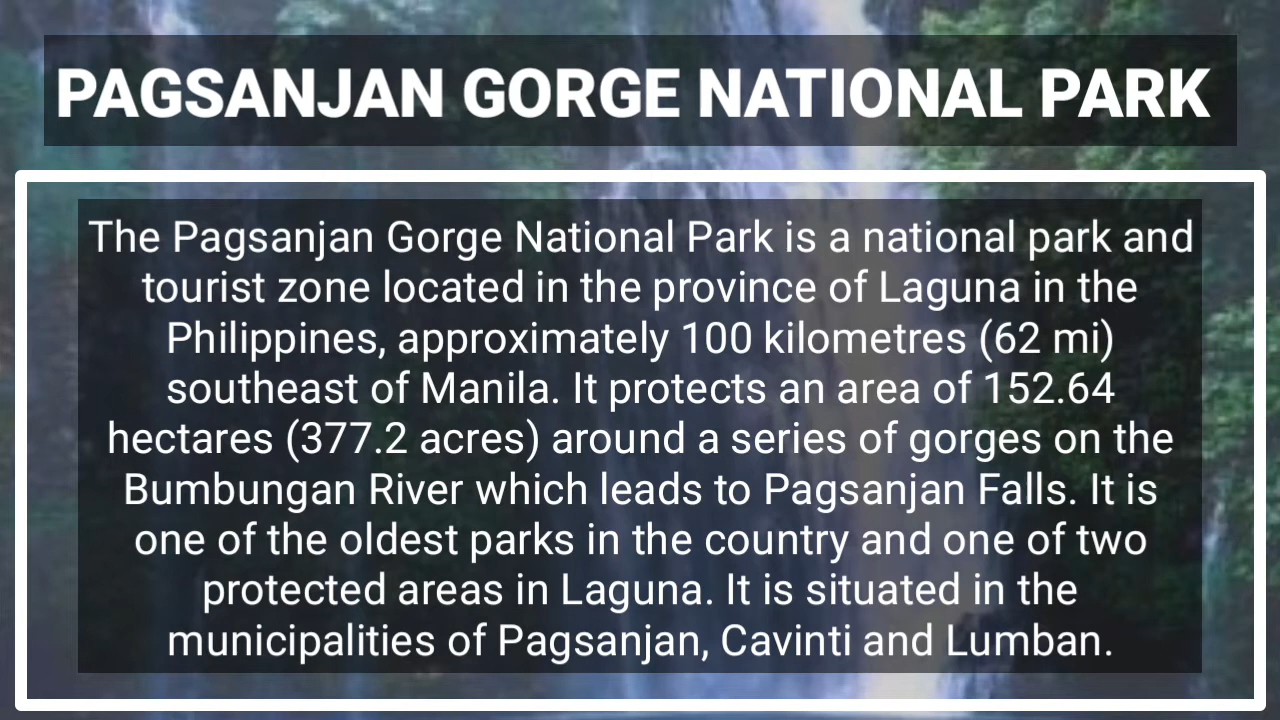 PAGSANJAN GORGE NATIONAL PARK
The Pagsanjan Gorge National Park is a national park and
tourist zone located in the province of Laguna in the
Philippines, approximately 100 kilometres (62 mi)
southeast of Manila. It protects an area of 152.64
hectares (377.2 acres) around a series of gorges on the
Bumbungan River which leads to Pagsanjan Falls. It is
one of the oldest parks in the country and one of two
protected areas in Laguna. It is situated in the
municipalities of Pagsanjan, Cavinti and Lumban.